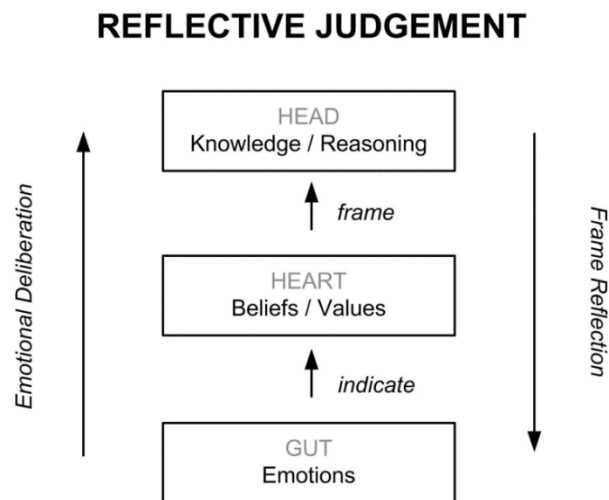 REFLECTIVE JUDGEMENT
HEAD
Knowledge / Reasoning
frame
HEART
Beliefs / Values
indicate
GUT
Emotions
Emotional Deliberation
Frame Reflection